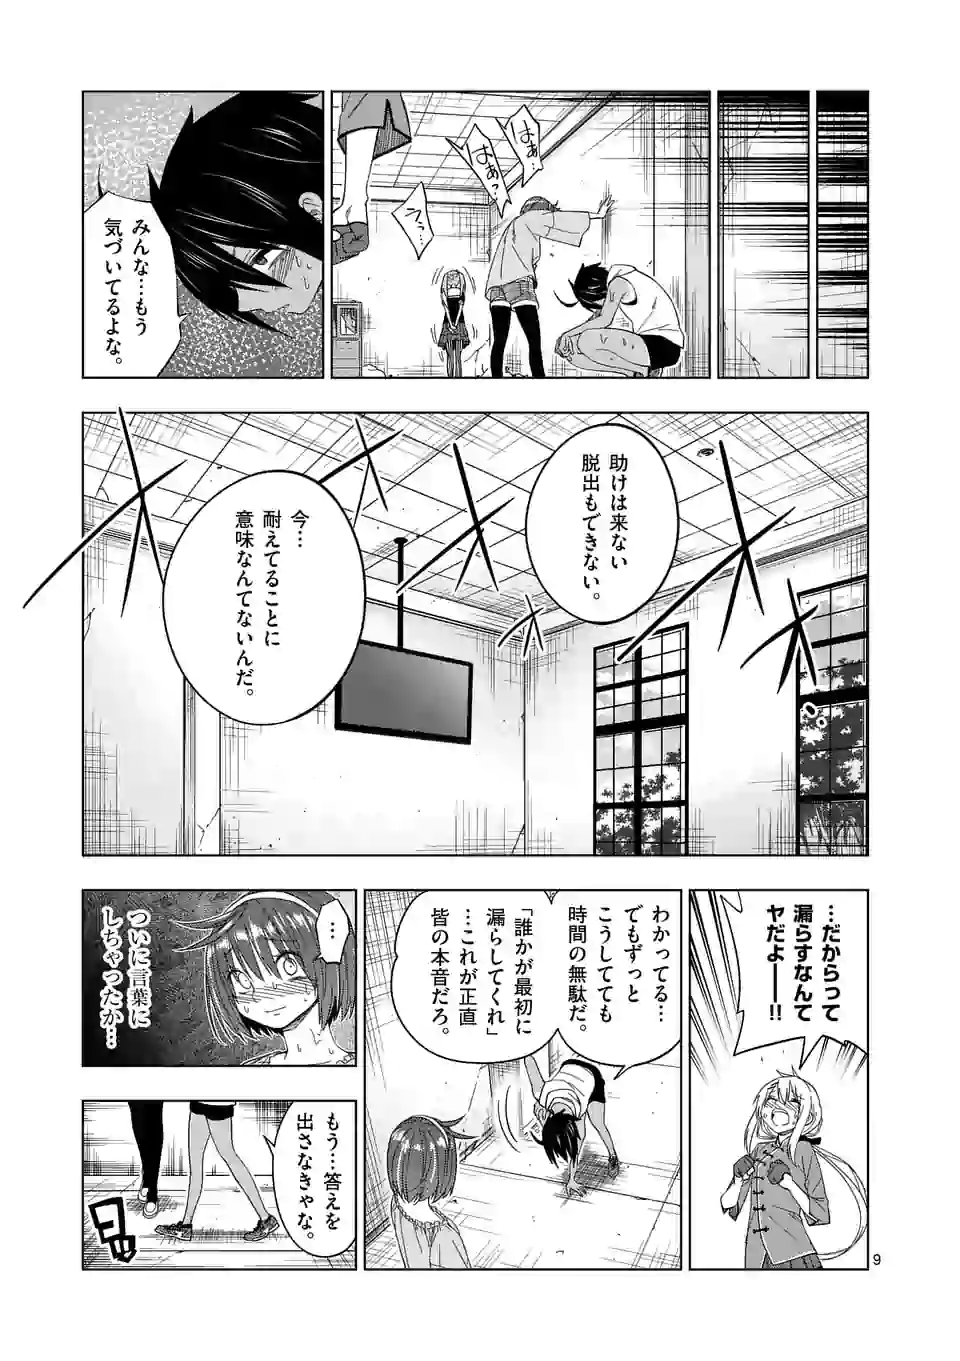 はぁ…
はぁ…?
うっ…
みんな…もう
気づいてるよな。
助けは来ない
脱出もできない。
今…
耐えてることに
意味なんてないんだ。
…だからって
漏らすなんて
ヤだよ──!!
わかってる…
でもずっと
こうしてても
時間の無駄だ。
「誰かが最初に
漏らしてくれ」
…これが正直
皆の本音だろ。
…
ついに言葉に
しちゃったか…
もう…答えを
出さなきゃな。
ヨロッ
9